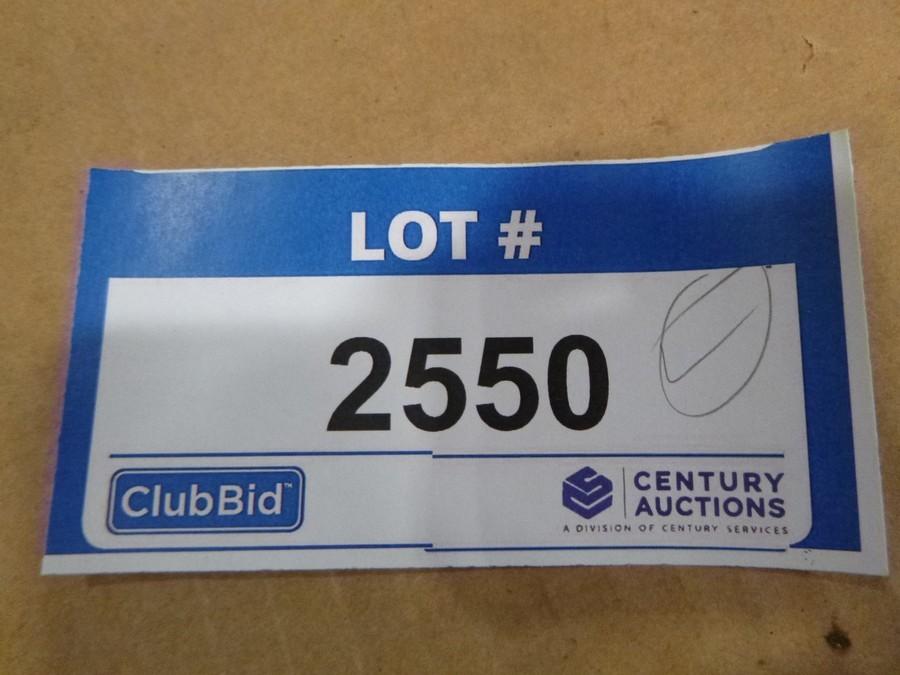 LOT #
2550
ClubBid™
CENTURY
AUCTIONS
A DIVISION OF CENTURY SERVICES